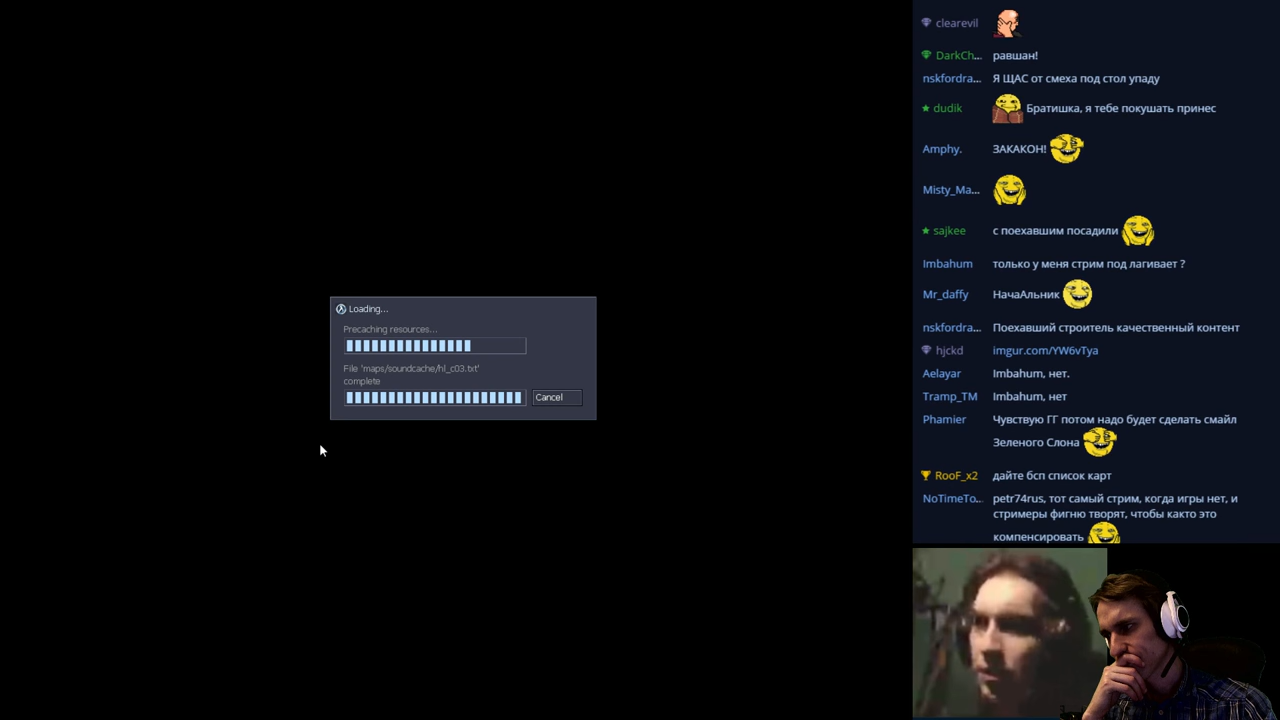 Loading...
Precaching resources...
File 'maps/soundcache/hl_c03.txt'
complete
Cancel
clearevil
DarkCh... равшан!
nskfordra... Я ЩАС от смеха под стол упаду
dudik Братишка, я тебе покушать принес
Amphy. ЗАКАКОН!
Misty_Ma...
sajkee с поехавшим посадили
Imbahum только у меня стрим под лагивает ?
Mr_daffy НачаАльник
nskfordra... Поехавший строитель качественный контент
hjckd imgur.com/YW6vTya
Aelayar Imbahum, нет.
Tramp_TM Imbahum, нет
Phamier Чувствую ГГ потом надо будет сделать смайл
Зеленого Слона
RooF_x2 дайте бсп список карт
NoTimeTo... petr74rus, тот самый стрим, когда игры нет, и
стримеры фигню творят, чтобы както это
компенсировать